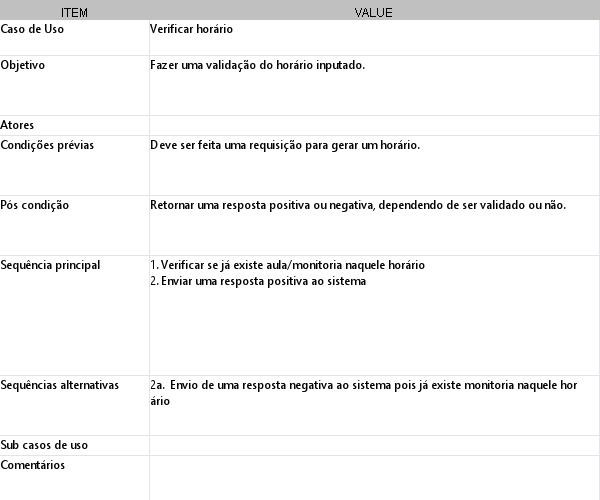 ITEM VALUE
Caso de Uso Verificar horário
Objetivo Fazer uma validação do horário inputado.
Atores
Condições prévias Deve ser feita uma requisição para gerar um horário.
Pós condição Retornar uma resposta positiva ou negativa, dependendo de ser validado ou não.
Sequência principal 1. Verificar se já existe aula/monitoria naquele horário
2. Enviar uma resposta positiva ao sistema
Sequências alternativas 2a. Envio de uma resposta negativa ao sistema pois já existe monitoria naquele hor
ário
Sub casos de uso
Comentários